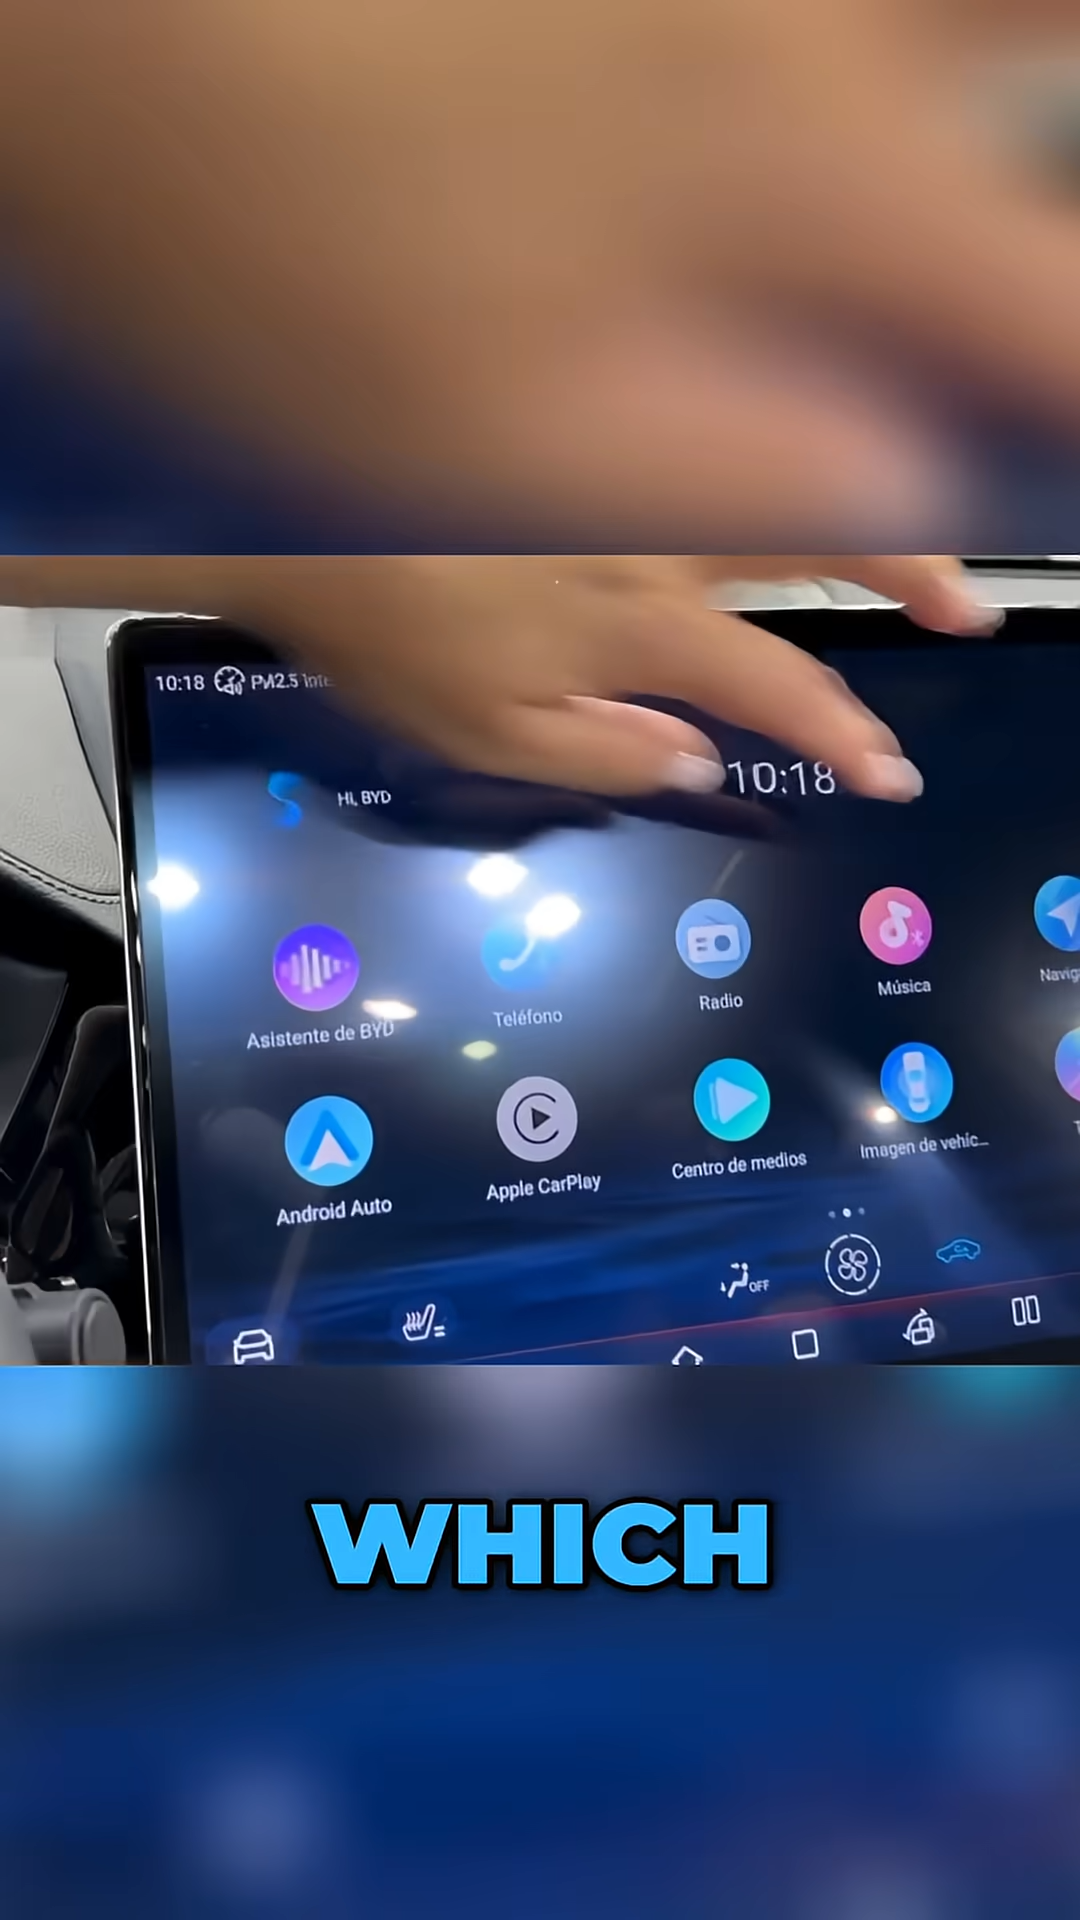 10:18 PM2.5
10:18
Hi, BYD
Asistente de BYD
Teléfono
Radio
Música
Android Auto
Apple CarPlay
Centro de medios
Imagen de vehíc...
OFF
WHICH